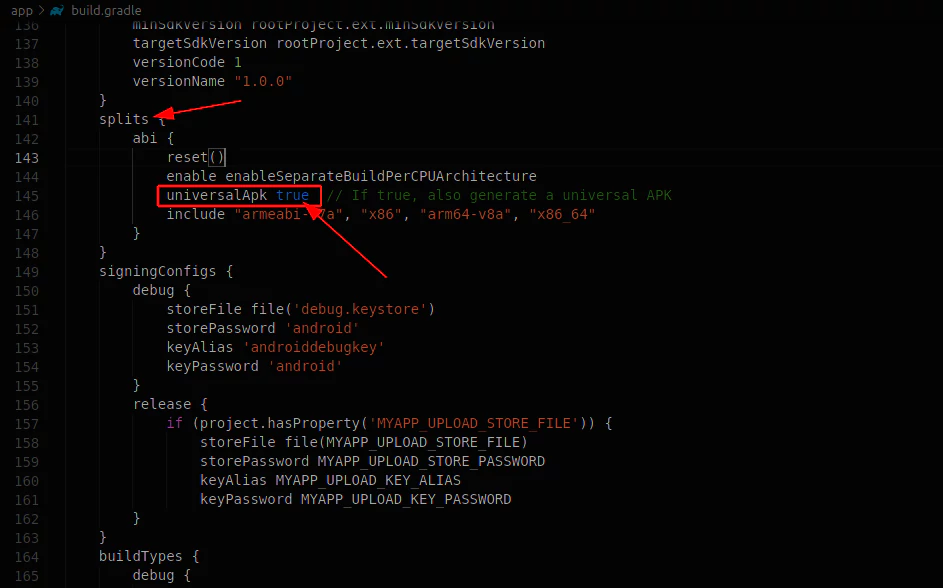 app > build.gradle
136 minSdkVersion rootProject.ext.minSdkVersion
137 targetSdkVersion rootProject.ext.targetSdkVersion
138 versionCode 1
139 versionName "1.0.0"
140 }
141 splits {
142 abi {
143 reset()
144 enable enableSeparateBuildPerCPUArchitecture
145 universalApk true // If true, also generate a universal APK
146 include "armeabi-v7a", "x86", "arm64-v8a", "x86_64"
147 }
148 }
149 signingConfigs {
150 debug {
151 storeFile file('debug.keystore')
152 storePassword 'android'
153 keyAlias 'androiddebugkey'
154 keyPassword 'android'
155 }
156 release {
157 if (project.hasProperty('MYAPP_UPLOAD_STORE_FILE')) {
158 storeFile file(MYAPP_UPLOAD_STORE_FILE)
159 storePassword MYAPP_UPLOAD_STORE_PASSWORD
160 keyAlias MYAPP_UPLOAD_KEY_ALIAS
161 keyPassword MYAPP_UPLOAD_KEY_PASSWORD
162 }
163 }
164 buildTypes {
165 debug {